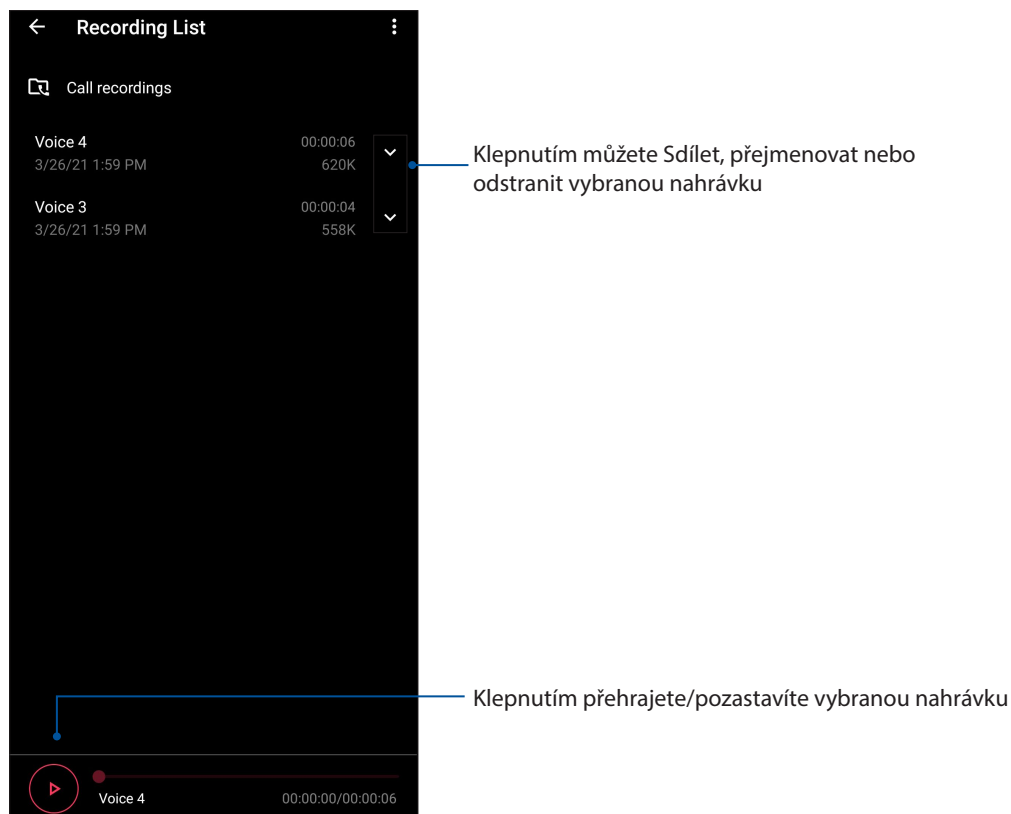 Recording List
Call recordings
Voice 4 00:00:06
3/26/21 1:59 PM 620K
Klepnutím můžete Sdílet, přejmenovat nebo
odstranit vybranou nahrávku
Voice 3 00:00:04
3/26/21 1:59 PM 558K
Klepnutím přehrajete/pozastavíte vybranou nahrávku
Voice 4 00:00:00/00:00:06